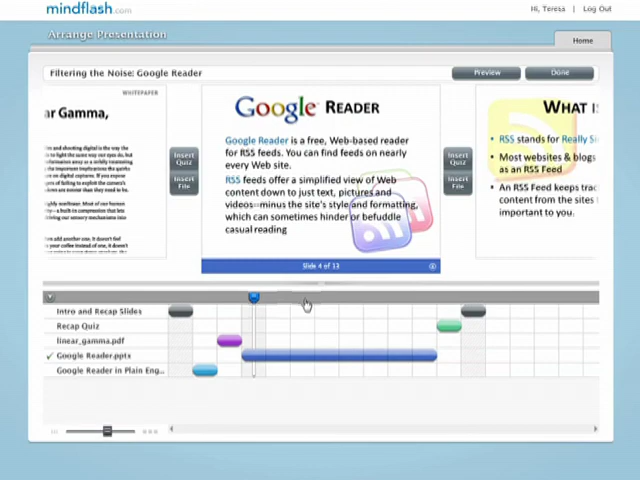 mindflash.com
Hi, Teresa | Log Out
Arrange Presentation
Home
Filtering the Noise: Google Reader
Preview
Done
WHITEPAPER
ar Gamma,
Insert Quiz
Insert File
Google READER
Google Reader is a free, Web-based reader
for RSS feeds. You can find feeds on nearly
every Web site.
RSS feeds offer a simplified view of Web
content down to just text, pictures and
videos—minus the site's style and formatting,
which can sometimes hinder or befuddle
casual reading
Slide 4 of 13
Insert Quiz
Insert File
WHAT I
• RSS stands for Really Si
• Most websites & blogs
as an RSS Feed
• An RSS Feed keeps trac
content from the sites
important to you.
Intro and Recap Slides
Recap Quiz
linear_gamma.pdf
Google Reader.pptx
Google Reader in Plain Eng...